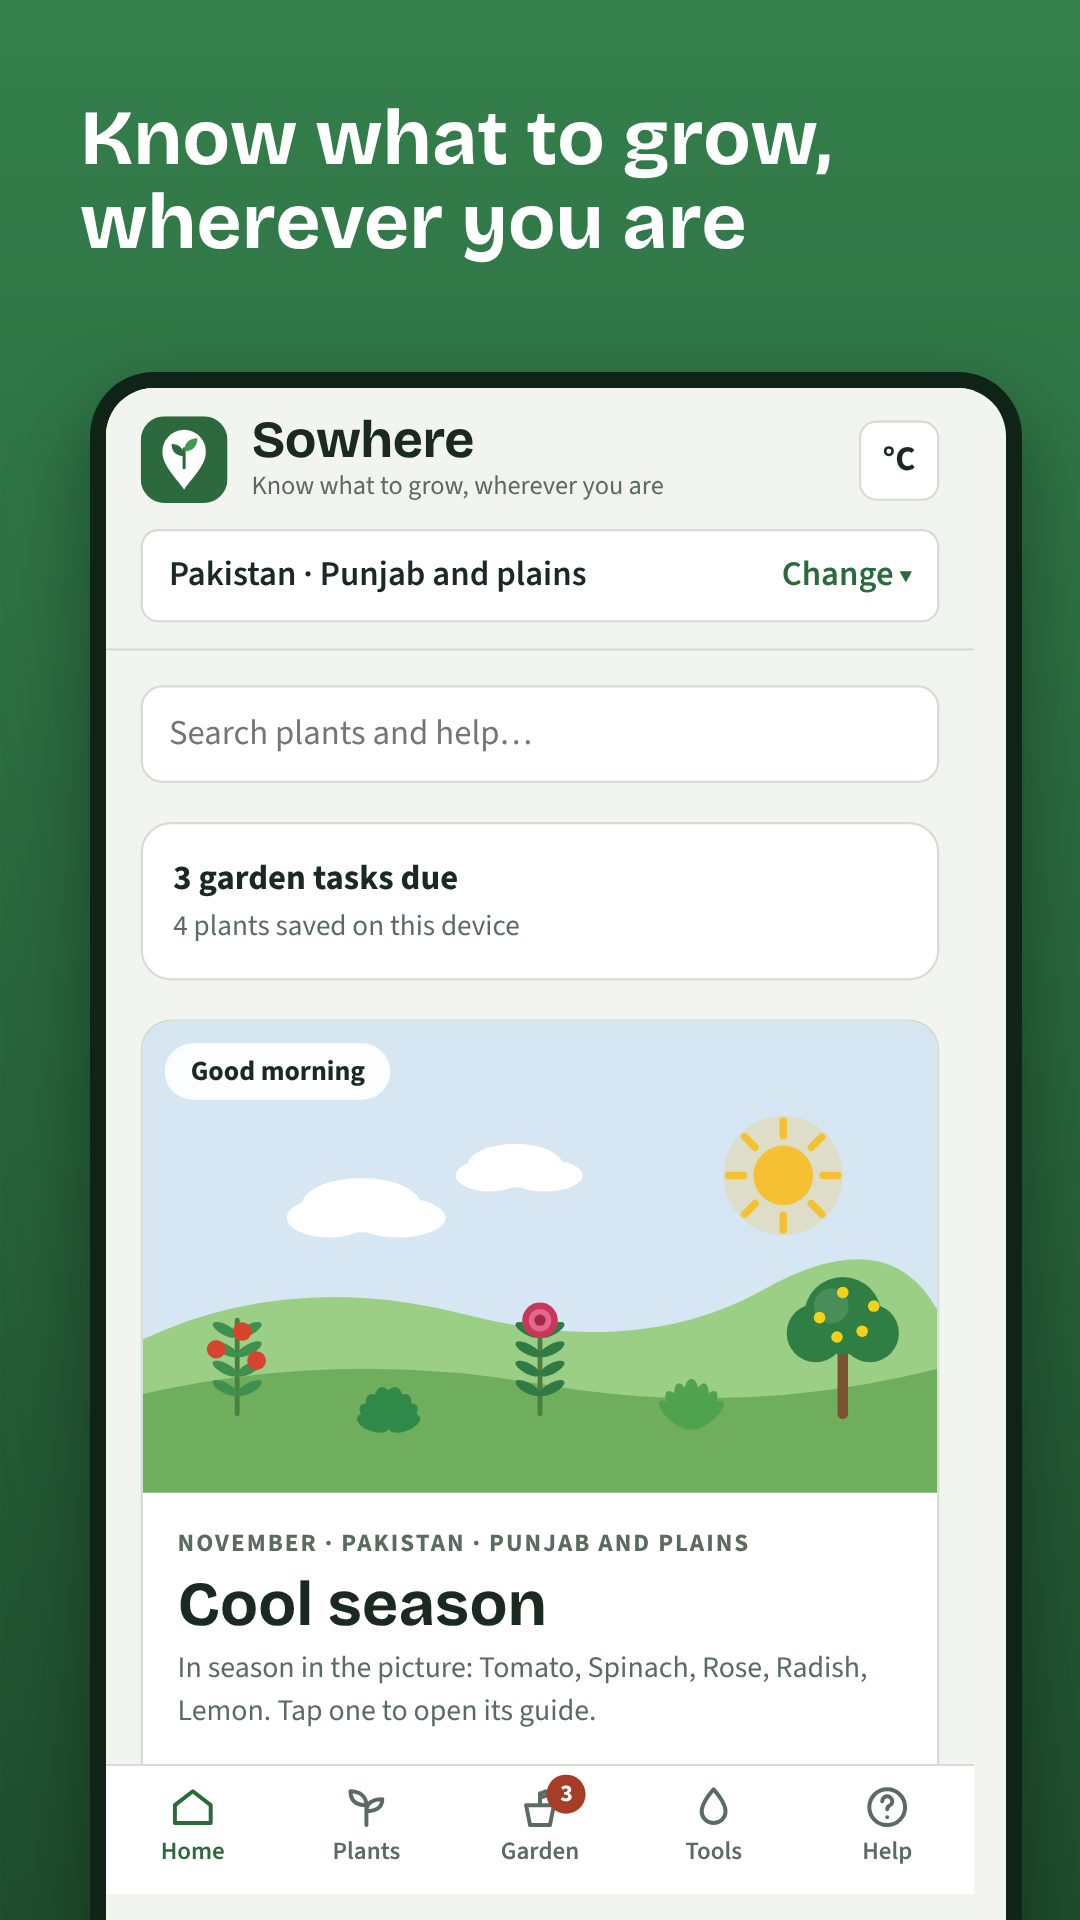 Know what to grow,
wherever you are
Sowhere
Know what to grow, wherever you are
°C
Pakistan · Punjab and plains
Change ▾
Search plants and help…
3 garden tasks due
4 plants saved on this device
Good morning
NOVEMBER · PAKISTAN · PUNJAB AND PLAINS
Cool season
In season in the picture: Tomato, Spinach, Rose, Radish,
Lemon. Tap one to open its guide.
3
Home
Plants
Garden
Tools
Help